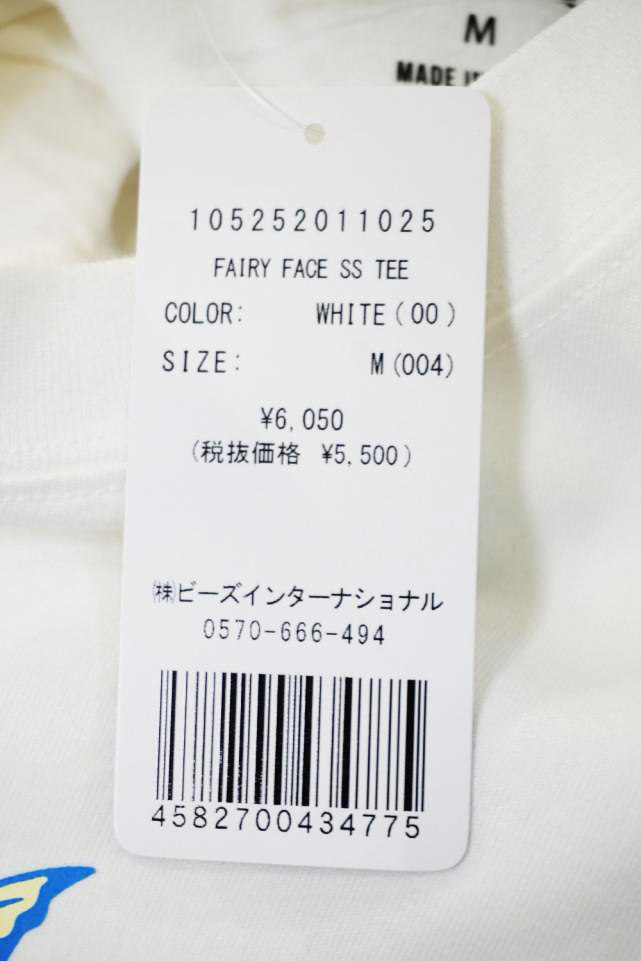 M
MADE
105252011025
FAIRY FACE SS TEE
COLOR: WHITE(00)
SIZE: M(004)
¥6,050
(税抜価格 ¥5,500)
㈱ビーズインターナショナル
0570-666-494
4582700434775